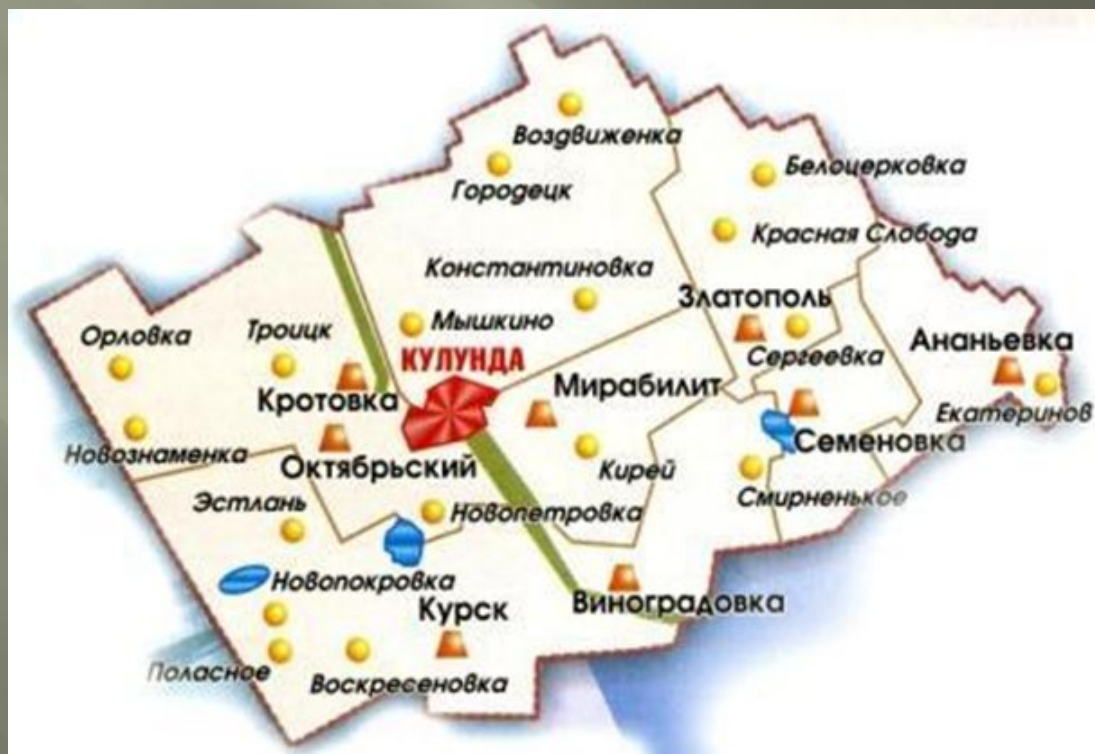 Воздвиженка
Городецк
Белоцерковка
Красная Слобода
Константиновка
Златополь
Орловка
Троицк
Мышкино
Сергеевка
Ананьевка
КУЛУНДА
Мирабилит
Кротовка
Екатеринов
Новознаменка
Октябрьский
Кирей
Семеновка
Смирненькое
Эстлань
Новопетровка
Новопокровка
Курск
Виноградовка
Поласное
Воскресеновка